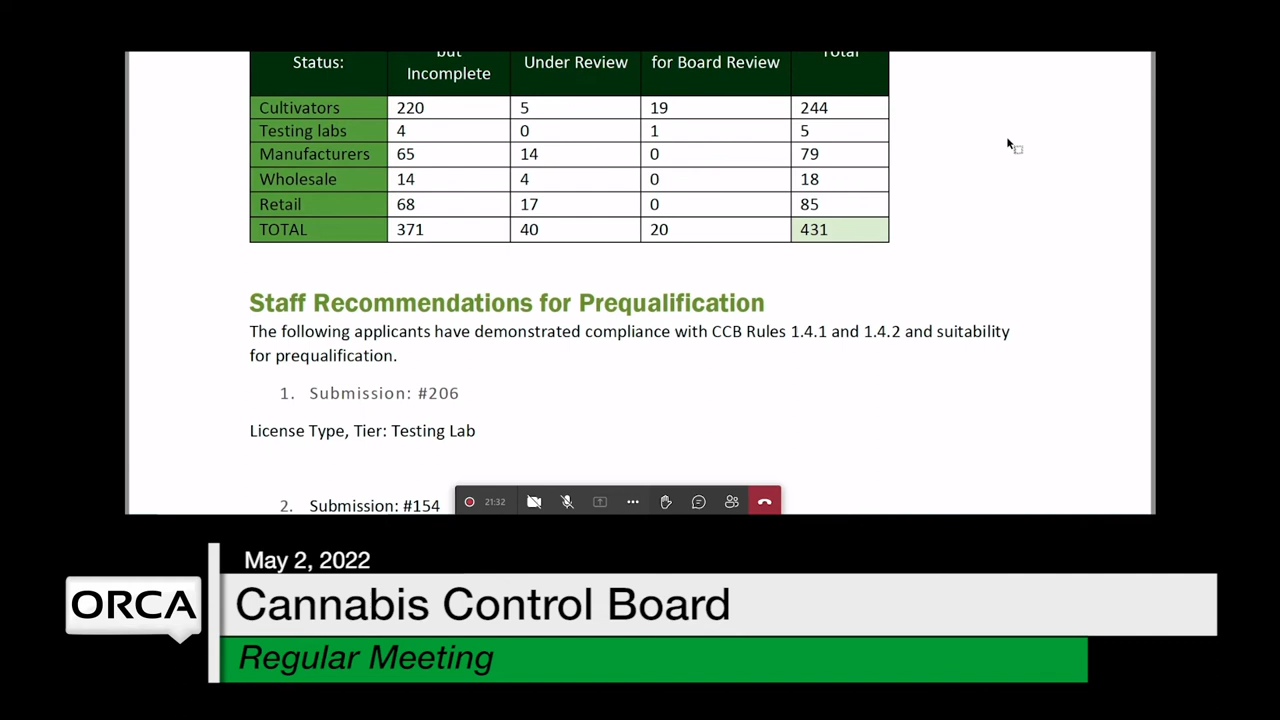 but Total
Status: Incomplete Under Review for Board Review
Cultivators 220 5 19 244
Testing labs 4 0 1 5
Manufacturers 65 14 0 79
Wholesale 14 4 0 18
Retail 68 17 0 85
TOTAL 371 40 20 431
Staff Recommendations for Prequalification
The following applicants have demonstrated compliance with CCB Rules 1.4.1 and 1.4.2 and suitability
for prequalification.
1. Submission: #206
License Type, Tier: Testing Lab
2. Submission: #154
21:32
May 2, 2022
ORCA
Cannabis Control Board
Regular Meeting